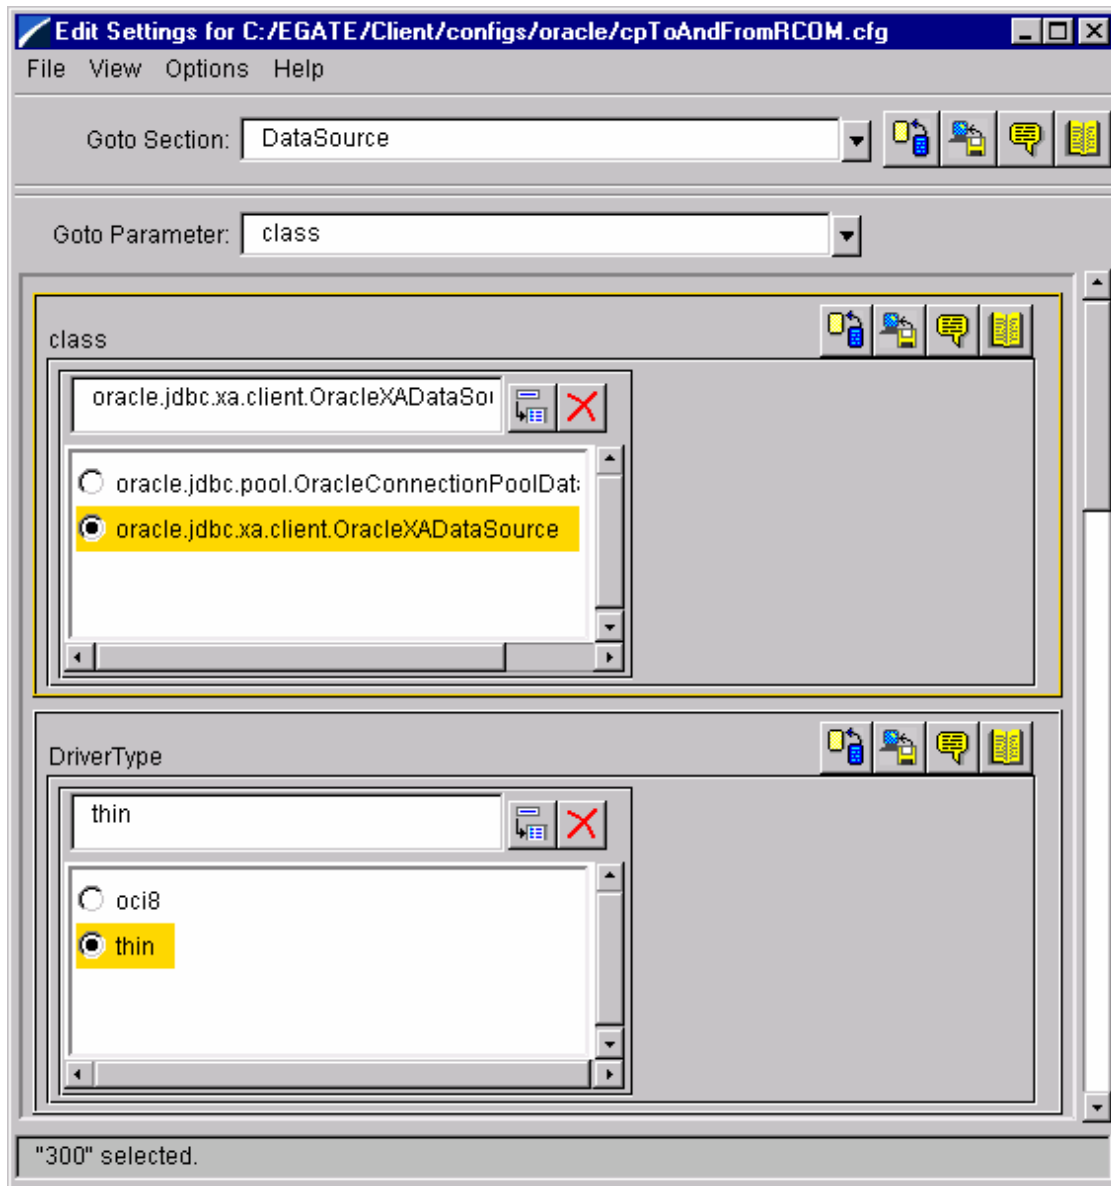 Edit Settings for C:/EGATE/Client/configs/oracle/cpToAndFromRCOM.cfg
File View Options Help
Goto Section: DataSource
Goto Parameter: class
class
oracle.jdbc.xa.client.OracleXADataSou
oracle.jdbc.pool.OracleConnectionPoolData
oracle.jdbc.xa.client.OracleXADataSource
DriverType
thin
oci8
thin
"300" selected.